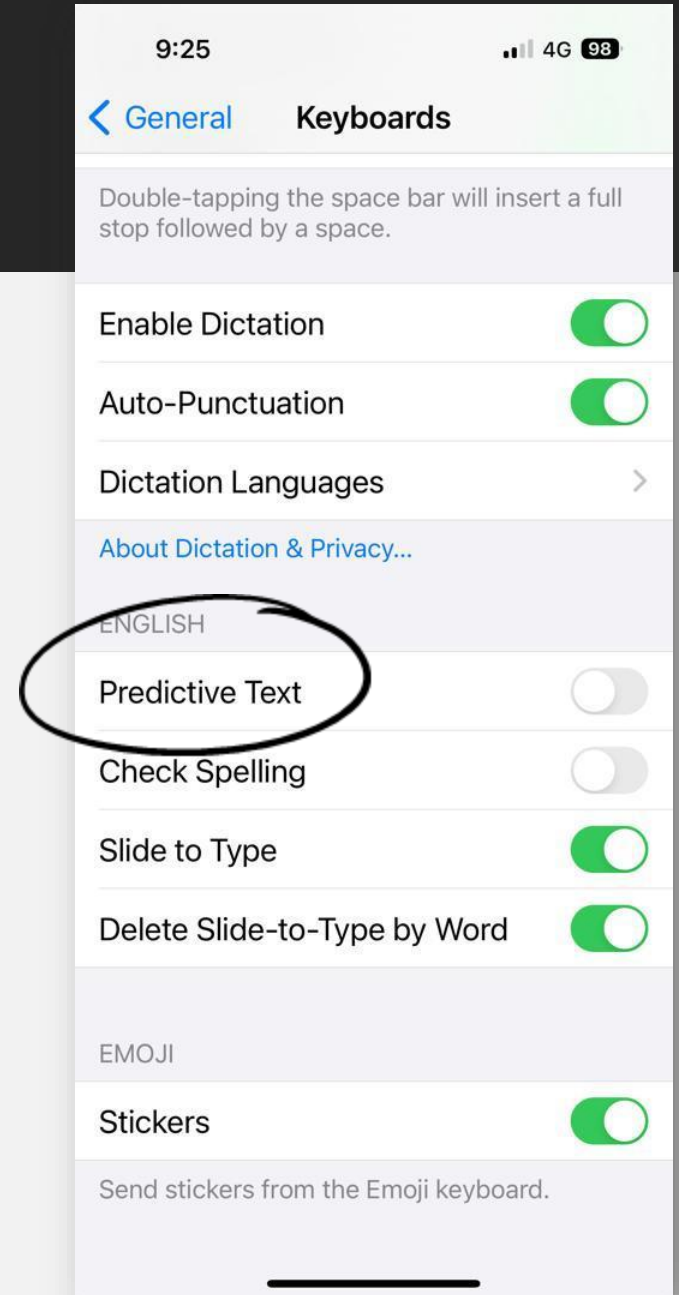 9:25 4G 98
General Keyboards
Double-tapping the space bar will insert a full
stop followed by a space.
Enable Dictation
Auto-Punctuation
Dictation Languages
About Dictation & Privacy...
ENGLISH
Predictive Text
Check Spelling
Slide to Type
Delete Slide-to-Type by Word
EMOJI
Stickers
Send stickers from the Emoji keyboard.